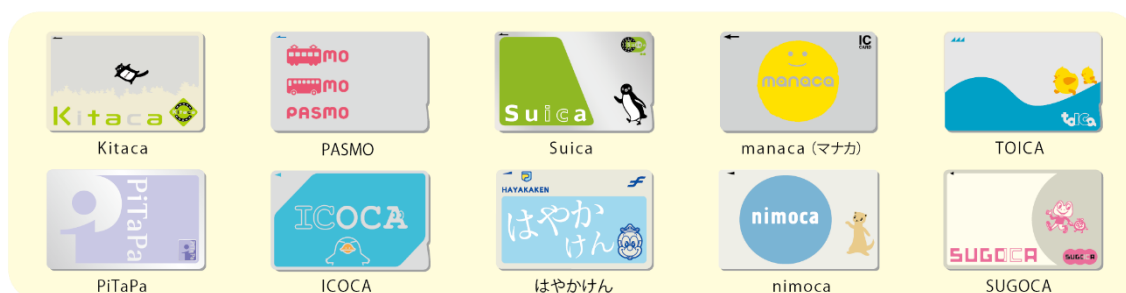 Kitaca
MO
MO
PASMO
Suica
manaca
IC
CARD
TOICA
Kitaca
PASMO
Suica
manaca（マナカ）
TOICA
PiTaPa
ICOCA
HAYAKAKEN
はやか
けん
nimoca
SUGOCA
SUGOCA
PiTaPa
ICOCA
はやかけん
nimoca
SUGOCA